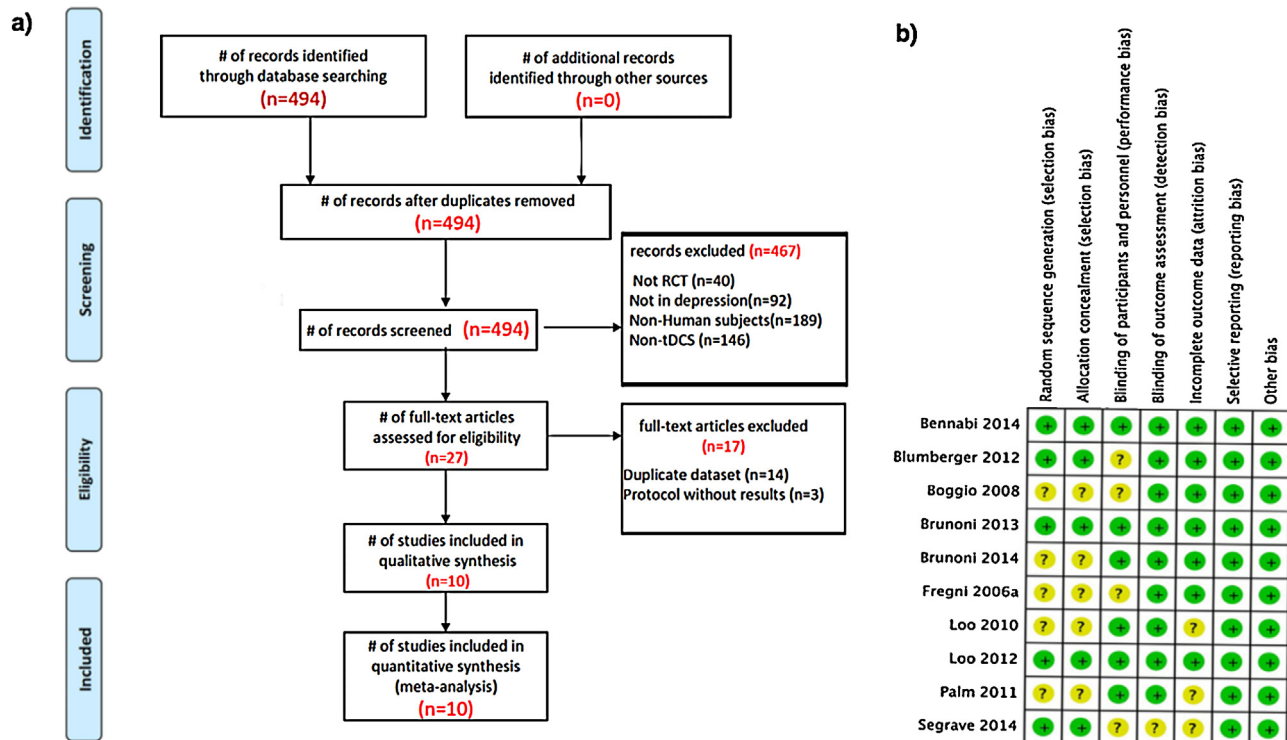 a)
Identification
# of records identified
through database searching
(n=494)
# of additional records
identified through other sources
(n=0)
Screening
# of records after duplicates removed
(n=494)
# of records screened (n=494)
records excluded (n=467)
Not RCT (n=40)
Not in depression(n=92)
Non-Human subjects(n=189)
Non-tDCS (n=146)
Eligibility
# of full-text articles
assessed for eligibility
(n=27)
full-text articles excluded
(n=17)
Duplicate dataset (n=14)
Protocol without results (n=3)
# of studies included in
qualitative synthesis
(n=10)
Included
# of studies included in
quantitative synthesis
(meta-analysis)
(n=10)
b)
Random sequence generation (selection bias)
Allocation concealment (selection bias)
Blinding of participants and personnel (performance bias)
Blinding of outcome assessment (detection bias)
Incomplete outcome data (attrition bias)
Selective reporting (reporting bias)
Other bias
Bennabi 2014 + + + + + + +
Blumberger 2012 + + ? + + + +
Boggio 2008 ? ? ? + + + +
Brunoni 2013 + + + + + + +
Brunoni 2014 ? ? + + + + +
Fregni 2006a ? ? ? + + + +
Loo 2010 ? ? + + ? + +
Loo 2012 + + + + + + +
Palm 2011 ? ? + + ? + +
Segrave 2014 + + ? ? ? + +